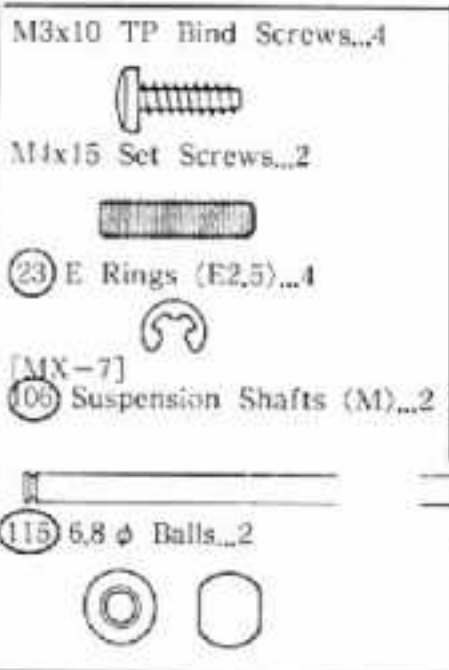 M3x10 TP Bind Screws...4
M4x15 Set Screws...2
23 E Rings (E2.5)...4
[MX-7]
106 Suspension Shafts (M)...2
115 6.8 φ Balls...2